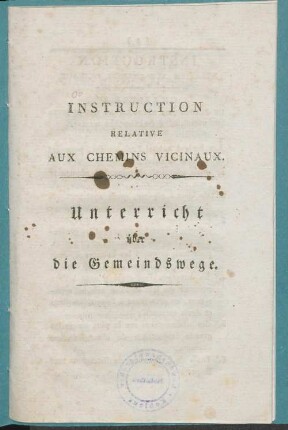 INSTRUCTION
RELATIVE
AUX CHEMINS VICINAUX.
Unterricht
über
die Gemeindswege.